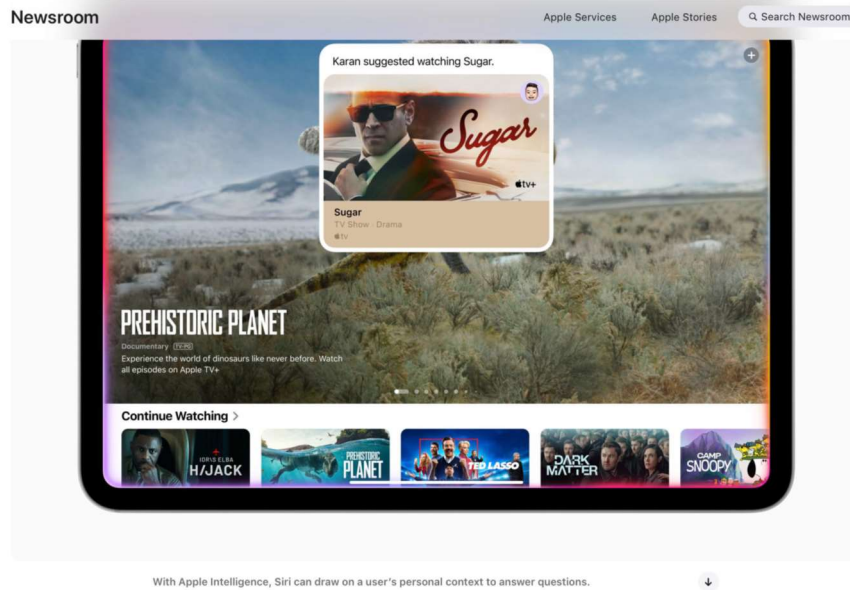 Newsroom
Apple Services
Apple Stories
Search Newsroom
Karan suggested watching Sugar.
Sugar
tv+
Sugar
TV Show · Drama
tv
PREHISTORIC PLANET
Documentary TV-PG
Experience the world of dinosaurs like never before. Watch
all episodes on Apple TV+
Continue Watching >
IDRIS ELBA
H/JACK
PREHISTORIC
PLANET
TED LASSO
DARK
MATTER
CAMP
SNOOPY
With Apple Intelligence, Siri can draw on a user's personal context to answer questions.